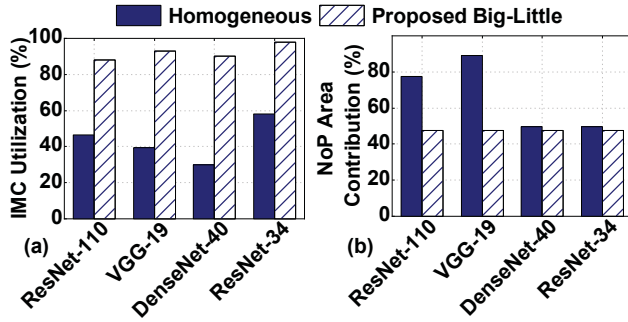 Homogeneous Proposed Big-Little
IMC Utilization (%)
100
80
60
40
20
0
(a)
ResNet-110
VGG-19
DenseNet-40
ResNet-34
NoP Area
Contribution (%)
80
60
40
20
0
(b)
ResNet-110
VGG-19
DenseNet-40
ResNet-34